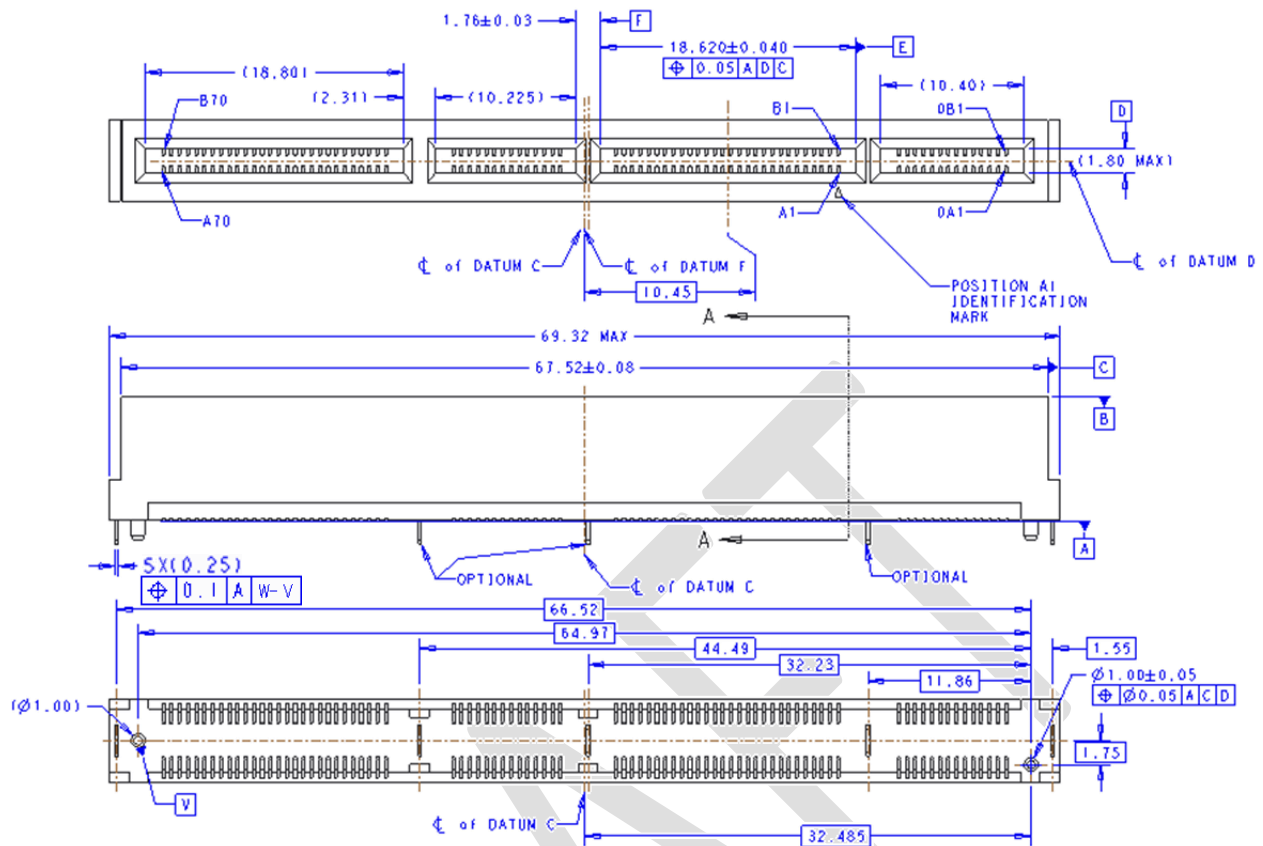 1.76±0.03
F
18.620±0.040
E
⌖ 0.05 A D C
(18.80)
(2.31)
(10.225)
(10.40)
B70
B1
0B1
D
(1.80 MAX)
A70
A1
0A1
℄ of DATUM C
℄ of DATUM F
℄ of DATUM D
10.45
POSITION A1
IDENTIFICATION
MARK
A
69.32 MAX
67.52±0.08
C
B
A
A
5X(0.25)
⌖ 0.1 A W-V
OPTIONAL
℄ of DATUM C
OPTIONAL
66.52
64.97
44.49
1.55
32.23
11.86
Ø1.00±0.05
⌖ Ø0.05 A C D
(Ø1.00)
1.75
V
℄ of DATUM C
32.485